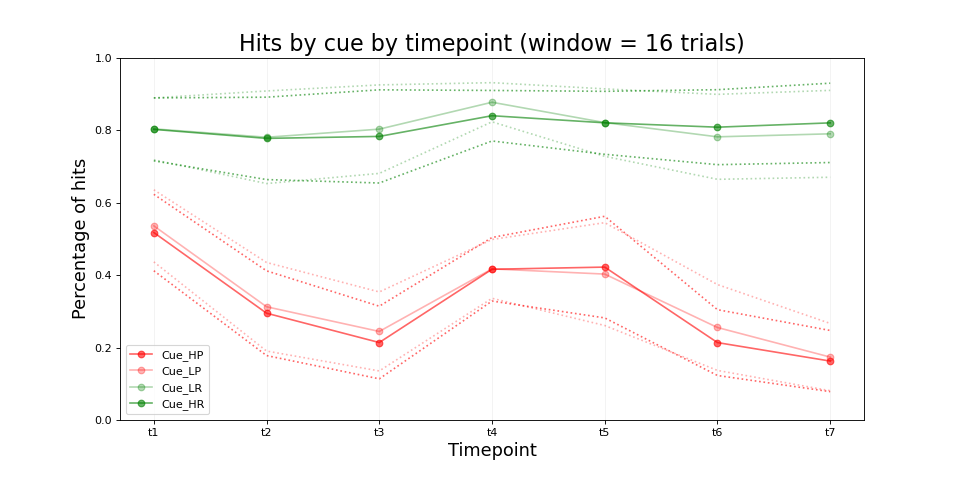 Hits by cue by timepoint (window = 16 trials)
Percentage of hits
1.0
0.8
0.6
0.4
0.2
0.0
Cue_HP
Cue_LP
Cue_LR
Cue_HR
t1 t2 t3 t4 t5 t6 t7
Timepoint